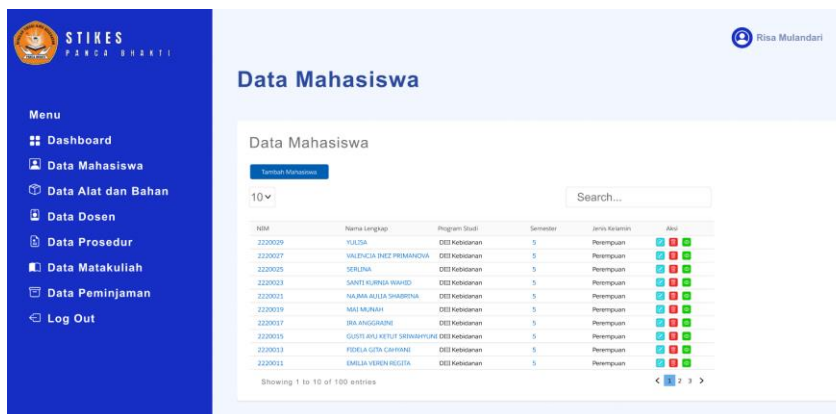 STIKES
PANCA BHAKTI
Risa Mulandari
Data Mahasiswa
Menu
Dashboard
Data Mahasiswa
Data Alat dan Bahan
Data Dosen
Data Prosedur
Data Matakuliah
Data Peminjaman
Log Out
Data Mahasiswa
Tambah Mahasiswa
10
Search...
NIM Nama Lengkap Program Studi Semester Jenis Kelamin Aksi
2220029 YULISA DIII Kebidanan 5 Perempuan
2220027 VALENCIA INEZ PRIMANOVA DIII Kebidanan 5 Perempuan
2220025 SERLINA DIII Kebidanan 5 Perempuan
2220023 SANTI KURNIA WAHID DIII Kebidanan 5 Perempuan
2220021 NAJMA AULIA SHABRINA DIII Kebidanan 5 Perempuan
2220019 MAI MUNAH DIII Kebidanan 5 Perempuan
2220017 IRA ANGGRAINI DIII Kebidanan 5 Perempuan
2220015 GUSTI AYU KETUT SRIWAHYUNI DIII Kebidanan 5 Perempuan
2220013 FIDELA GITA CAHYANI DIII Kebidanan 5 Perempuan
2220011 EMILIA VEREN REGITA DIII Kebidanan 5 Perempuan
Showing 1 to 10 of 100 entries
< 1 2 3 >